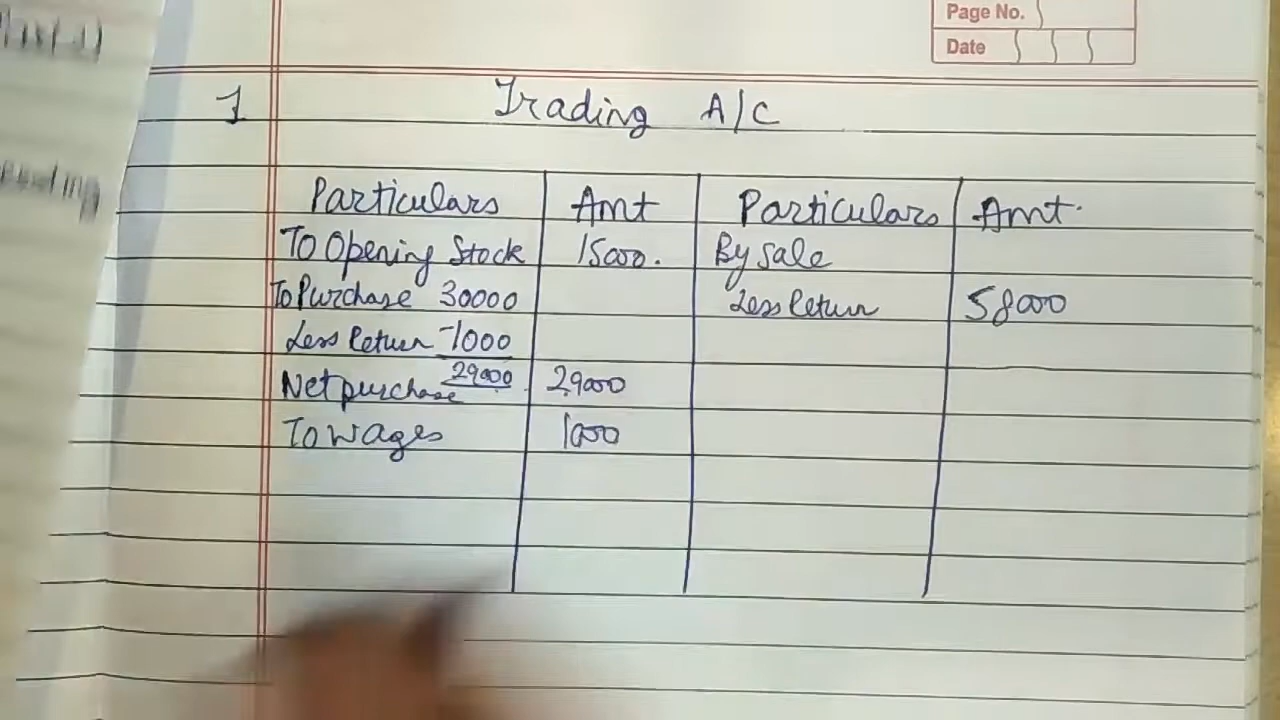 Page No.
Date
1 Trading A/C
Particulars Amt Particulars Amt.
To Opening Stock 15000. By Sale
To Purchase 30000 Less Return 58000
Less Return -1000
29000
Net purchase 29000
To wages 1000